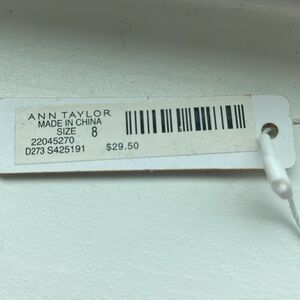 ANN TAYLOR
MADE IN CHINA
SIZE 8
22045270
D273 S425191 $29.50